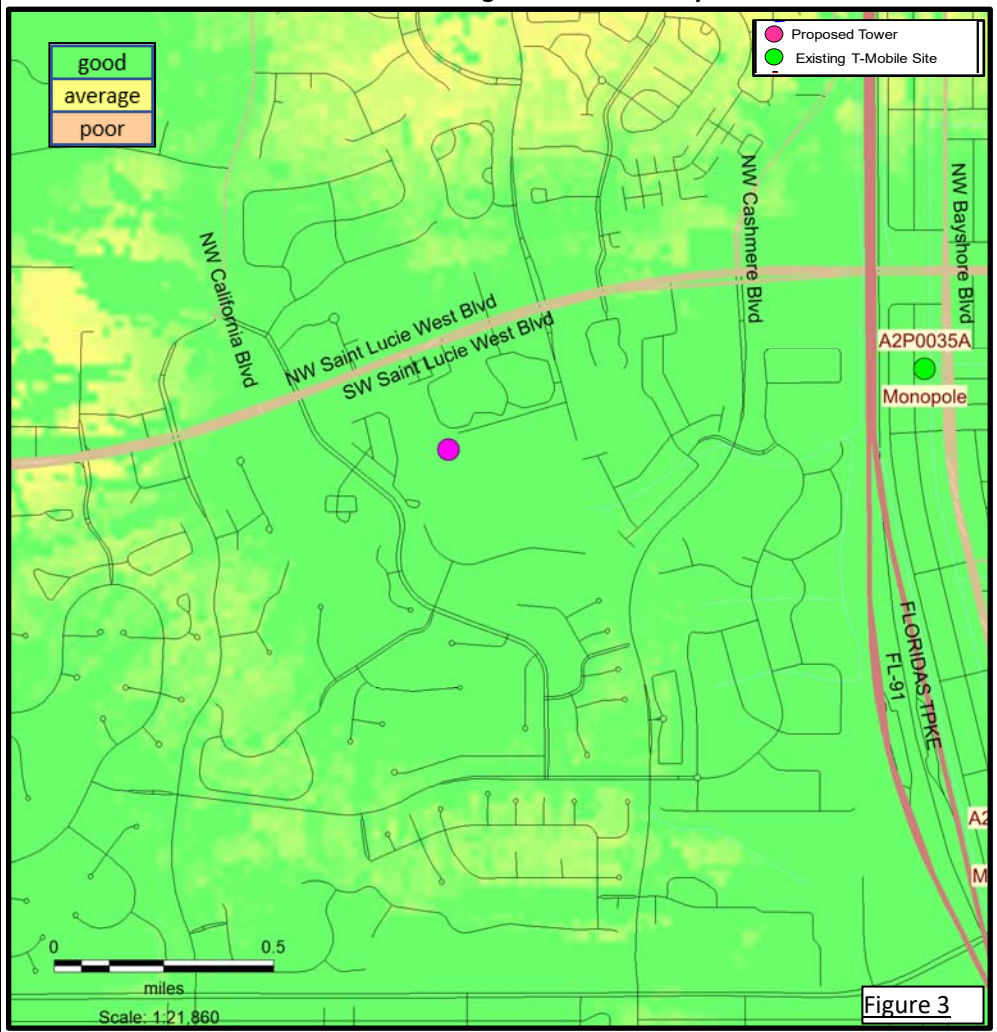 Proposed Tower
Existing T-Mobile Site
good
average
poor
NW California Blvd
NW Saint Lucie West Blvd
SW Saint Lucie West Blvd
NW Cashmere Blvd
NW Bayshore Blvd
A2P0035A
Monopole
FLORIDAS TPKE
FL-91
A2
M
0 0.5
miles
Scale: 1:21,860
Figure 3